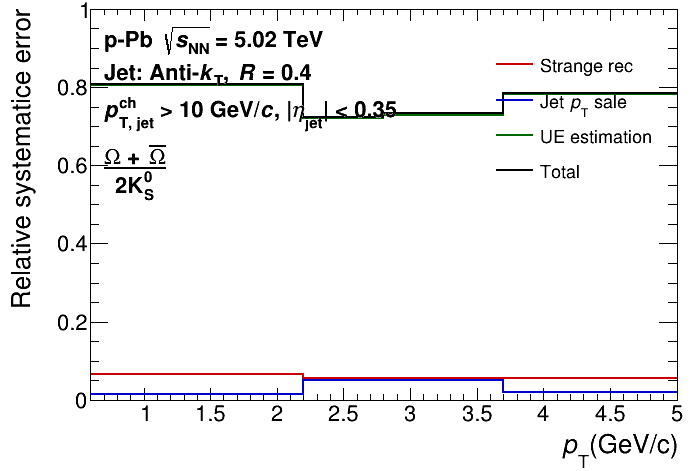 Relative systematice error
p-Pb √sNN = 5.02 TeV
Jet: Anti-kT, R = 0.4
p ch T, jet > 10 GeV/c, |ηjet| < 0.35
Ω + Ω̅
2K0S
Strange rec
Jet pT sale
UE estimation
Total
1
0.8
0.6
0.4
0.2
0
1 1.5 2 2.5 3 3.5 4 4.5 5
pT(GeV/c)